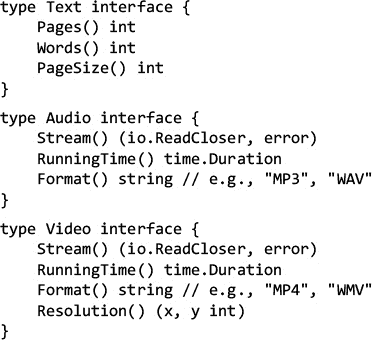 type Text interface {
    Pages() int
    Words() int
    PageSize() int
}
type Audio interface {
    Stream() (io.ReadCloser, error)
    RunningTime() time.Duration
    Format() string // e.g., "MP3", "WAV"
}
type Video interface {
    Stream() (io.ReadCloser, error)
    RunningTime() time.Duration
    Format() string // e.g., "MP4", "WMV"
    Resolution() (x, y int)
}